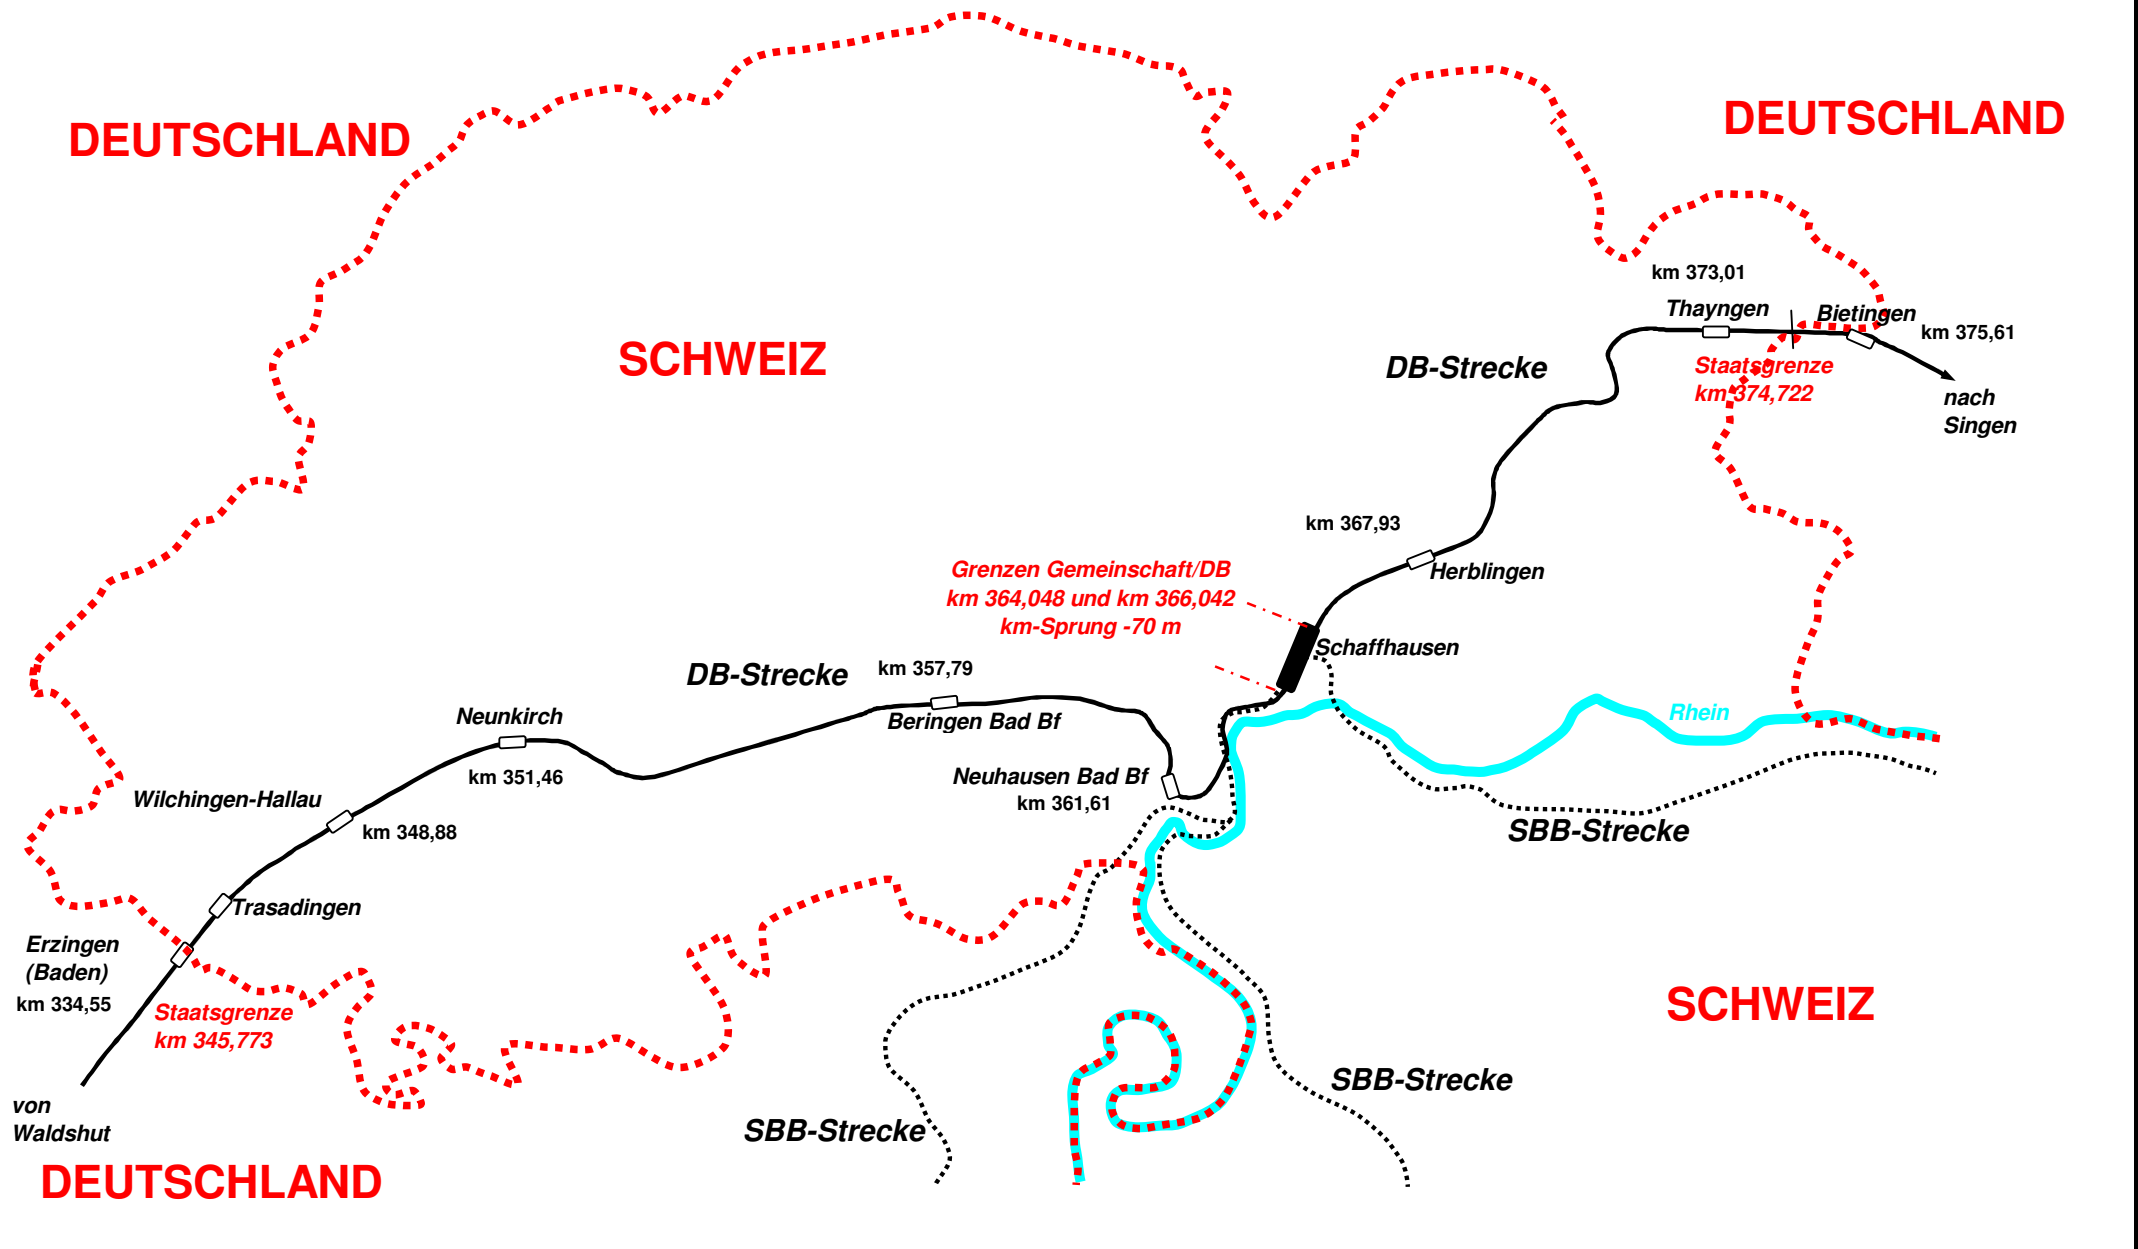 DEUTSCHLAND
DEUTSCHLAND
SCHWEIZ
km 373,01
Thayngen
Bietingen
km 375,61
DB-Strecke
Staatsgrenze
km 374,722
nach
Singen
km 367,93
Herblingen
Grenzen Gemeinschaft/DB
km 364,048 und km 366,042
km-Sprung -70 m
Schaffhausen
DB-Strecke
km 357,79
Beringen Bad Bf
Rhein
Neunkirch
km 351,46
Neuhausen Bad Bf
km 361,61
Wilchingen-Hallau
km 348,88
SBB-Strecke
Trasadingen
Erzingen
(Baden)
km 334,55
Staatsgrenze
km 345,773
SCHWEIZ
SBB-Strecke
SBB-Strecke
von
Waldshut
DEUTSCHLAND